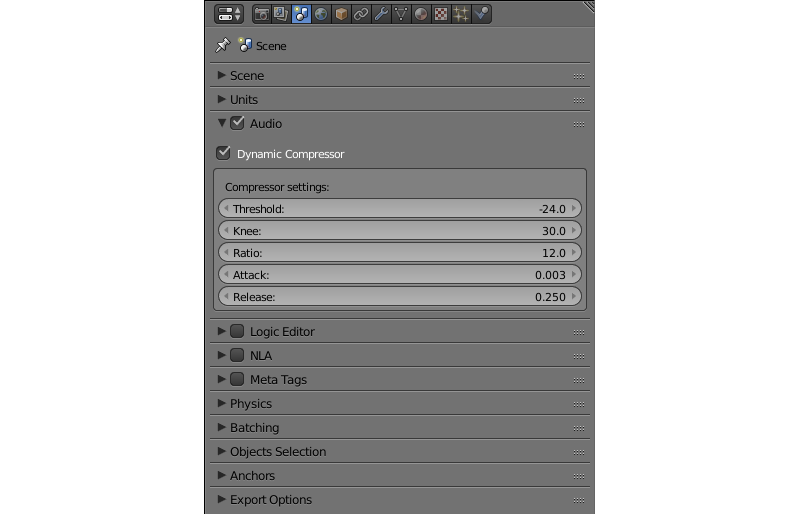 Scene
Scene
Units
Audio
Dynamic Compressor
Compressor settings:
Threshold: -24.0
Knee: 30.0
Ratio: 12.0
Attack: 0.003
Release: 0.250
Logic Editor
NLA
Meta Tags
Physics
Batching
Objects Selection
Anchors
Export Options